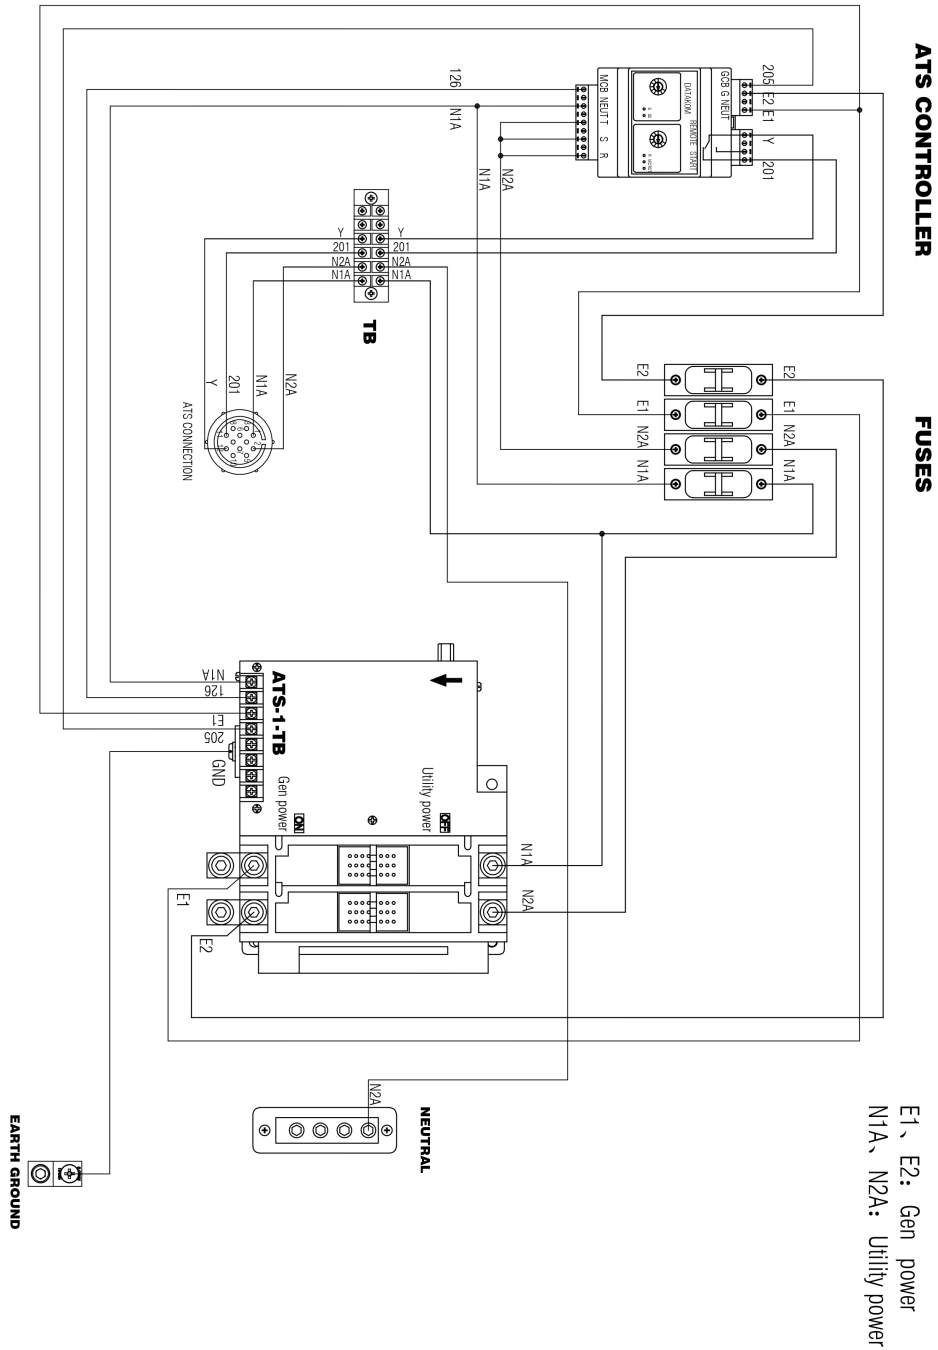 ATS CONTROLLER
FUSES
E1、E2: Gen power
N1A、N2A: Utility power
205 E2 E1
Y
201
GCB G NEUT
REMOTE START
DATAKOM
MCB NEUT T S R
126
N1A
N1A
N2A
Y
201
N2A
N1A
Y
201
N2A
N1A
TB
N2A
N1A
201
Y
ATS CONNECTION
E2
E1
N2A
N1A
E2
E1
N2A
N1A
N1A
126
E1
205
GND
ATS-1-TB
Gen power
ON
Utility power
OFF
N1A
N2A
E1
E2
N2A
NEUTRAL
EARTH GROUND